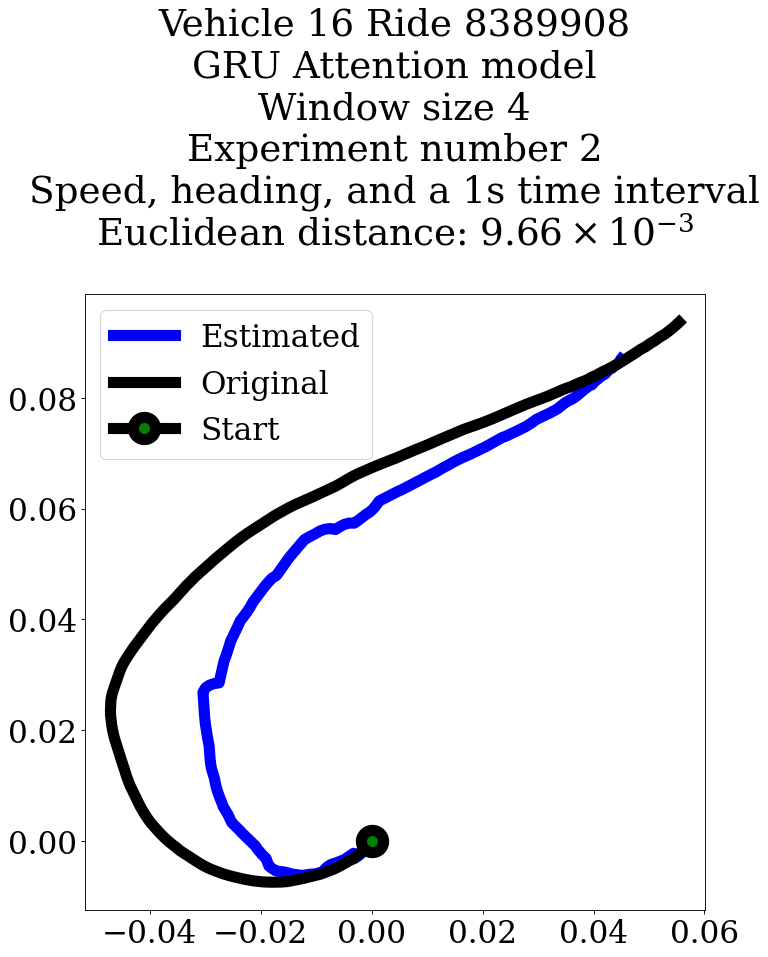 Vehicle 16 Ride 8389908
GRU Attention model
Window size 4
Experiment number 2
Speed, heading, and a 1s time interval
Euclidean distance: 9.66 × 10⁻³
Estimated
Original
Start
0.08
0.06
0.04
0.02
0.00
−0.04 −0.02 0.00 0.02 0.04 0.06